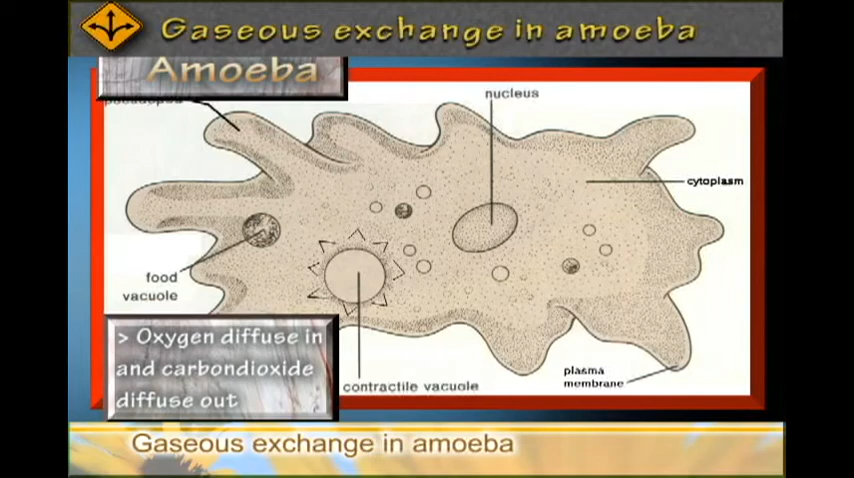 Gaseous exchange in amoeba
Amoeba
nucleus
cytoplasm
food
vacuole
> Oxygen diffuse in
and carbondioxide
diffuse out
contractile vacuole
plasma
membrane
Gaseous exchange in amoeba